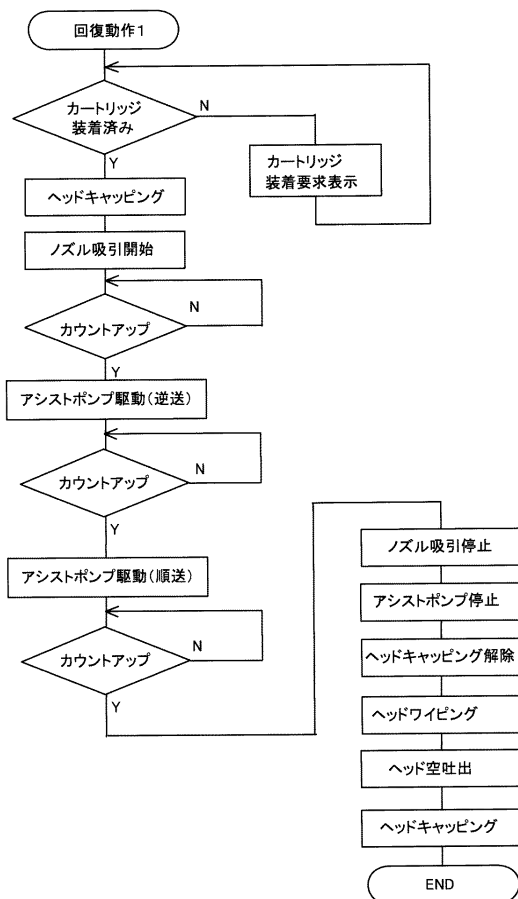 回復動作1
カートリッジ
装着済み
N
カートリッジ
装着要求表示
Y
ヘッドキャッピング
ノズル吸引開始
N
カウントアップ
Y
アシストポンプ駆動(逆送)
N
カウントアップ
Y
アシストポンプ駆動(順送)
N
カウントアップ
Y
ノズル吸引停止
アシストポンプ停止
ヘッドキャッピング解除
ヘッドワイピング
ヘッド空吐出
ヘッドキャッピング
END